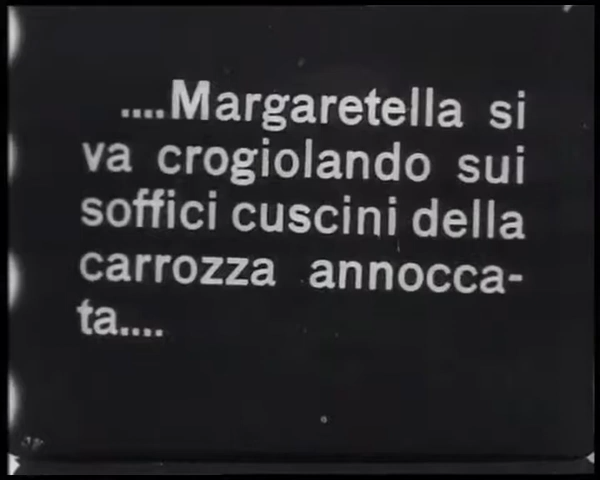 ....Margaretella si
va crogiolando sui
soffici cuscini della
carrozza annocca-
ta....